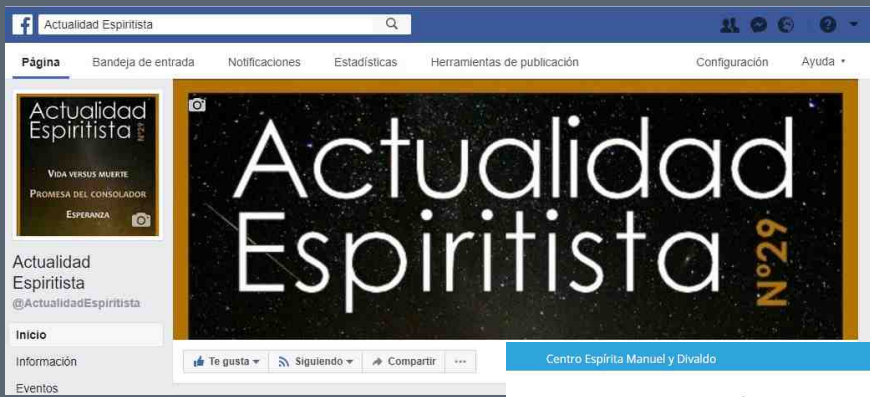 Actualidad Espiritista
Página Bandeja de entrada Notificaciones Estadísticas Herramientas de publicación Configuración Ayuda
Actualidad
Espiritista Nº29
VIDA VERSUS MUERTE
PROMESA DEL CONSOLADOR
ESPERANZA
Actualidad
Espiritista
@ActualidadEspiritista
Inicio
Información
Eventos
Actualidad
Espiritista Nº29
Te gusta Siguiendo Compartir ...
Centro Espírita Manuel y Divaldo